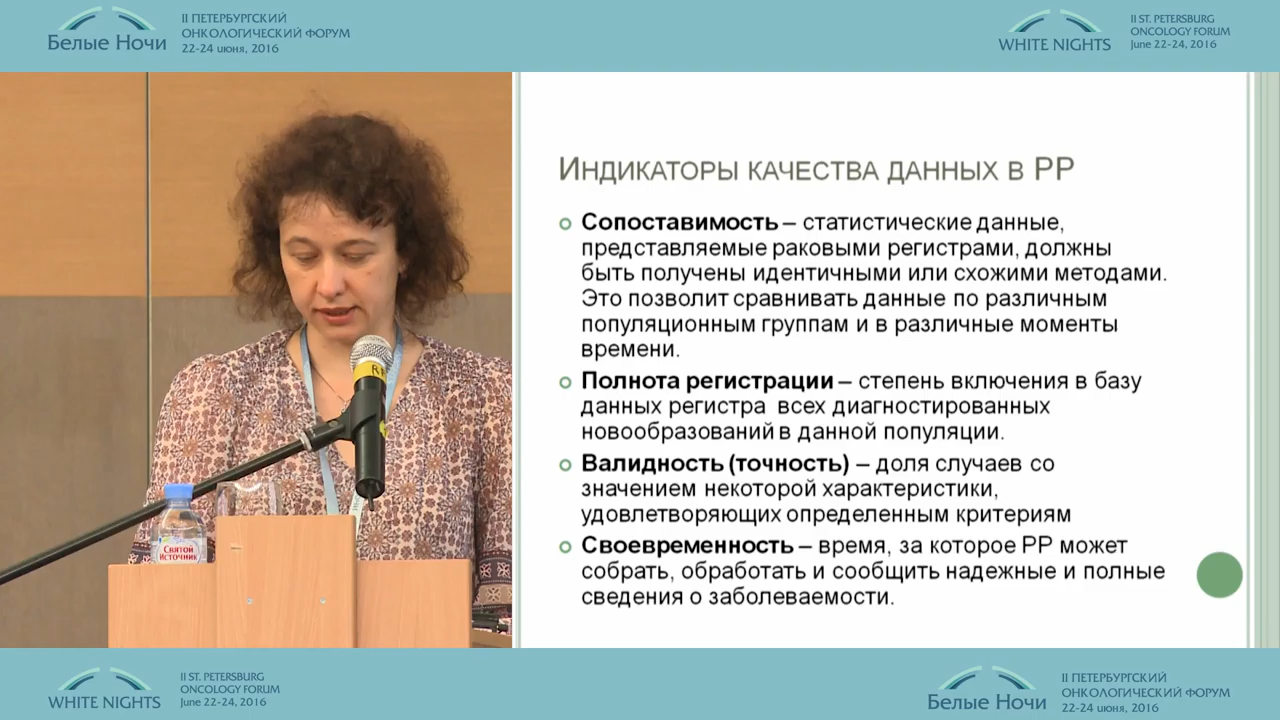 Белые Ночи
II ПЕТЕРБУРГСКИЙ
ОНКОЛОГИЧЕСКИЙ ФОРУМ
22-24 июня, 2016
WHITE NIGHTS
II ST. PETERSBURG
ONCOLOGY FORUM
June 22-24, 2016
ИНДИКАТОРЫ КАЧЕСТВА ДАННЫХ В РР
Сопоставимость – статистические данные,
представляемые раковыми регистрами, должны
быть получены идентичными или схожими методами.
Это позволит сравнивать данные по различным
популяционным группам и в различные моменты
времени.
Полнота регистрации – степень включения в базу
данных регистра всех диагностированных
новообразований в данной популяции.
Валидность (точность) – доля случаев со
значением некоторой характеристики,
удовлетворяющих определенным критериям
Своевременность – время, за которое РР может
собрать, обработать и сообщить надежные и полные
сведения о заболеваемости.
Святой
Источник
WHITE NIGHTS
II ST. PETERSBURG
ONCOLOGY FORUM
June 22-24, 2016
Белые Ночи
II ПЕТЕРБУРГСКИЙ
ОНКОЛОГИЧЕСКИЙ ФОРУМ
22-24 июня, 2016